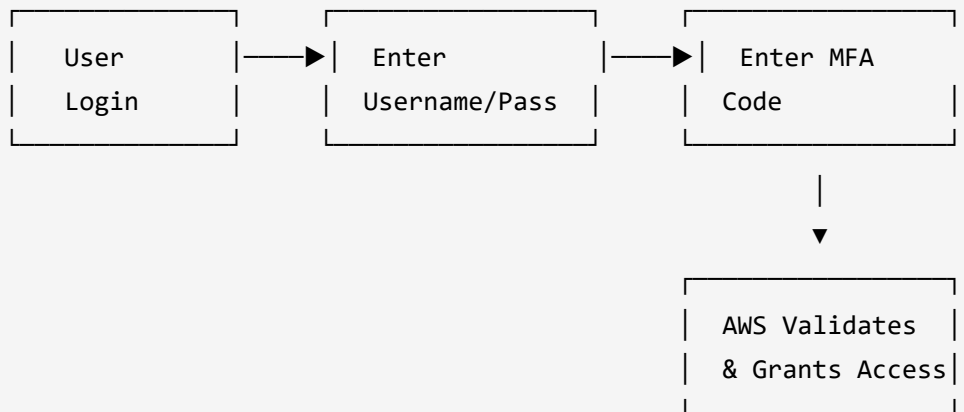 User
Login
Enter
Username/Pass
Enter MFA
Code
AWS Validates
& Grants Access